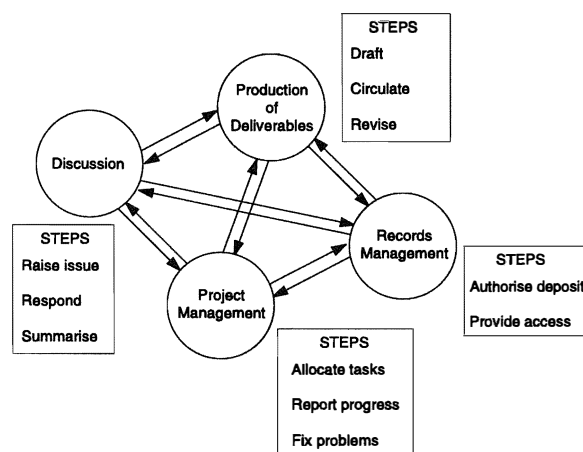 STEPS
Draft
Circulate
Revise
Production
of
Deliverables
Discussion
STEPS
Raise issue
Respond
Summarise
Records
Management
STEPS
Authorise deposit
Provide access
Project
Management
STEPS
Allocate tasks
Report progress
Fix problems